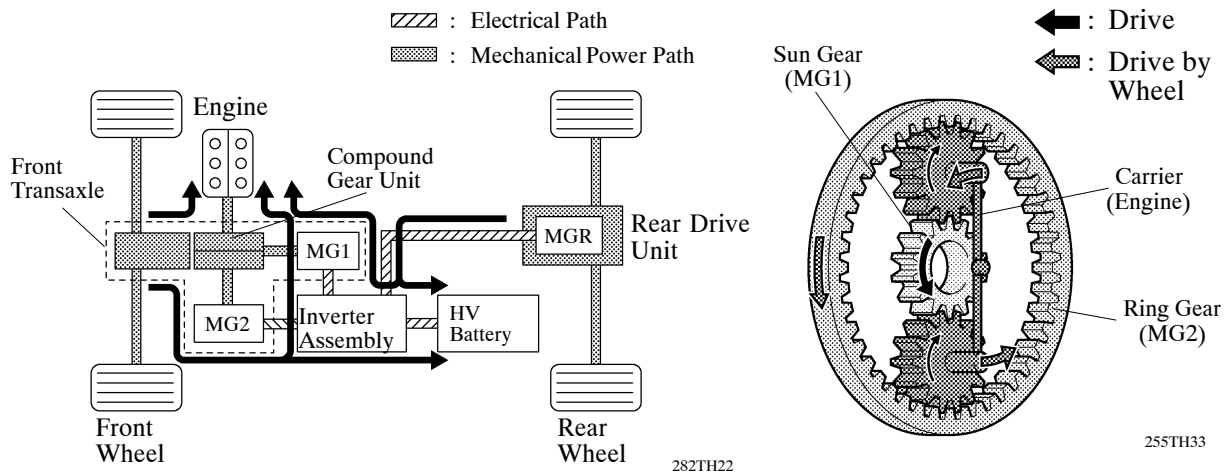 : Electrical Path
: Mechanical Power Path
Engine
Front
Transaxle
Compound
Gear Unit
MG1
MGR
Rear Drive
Unit
MG2
Inverter
Assembly
HV
Battery
Front
Wheel
Rear
Wheel
282TH22
: Drive
: Drive by
Wheel
Sun Gear
(MG1)
Carrier
(Engine)
Ring Gear
(MG2)
255TH33